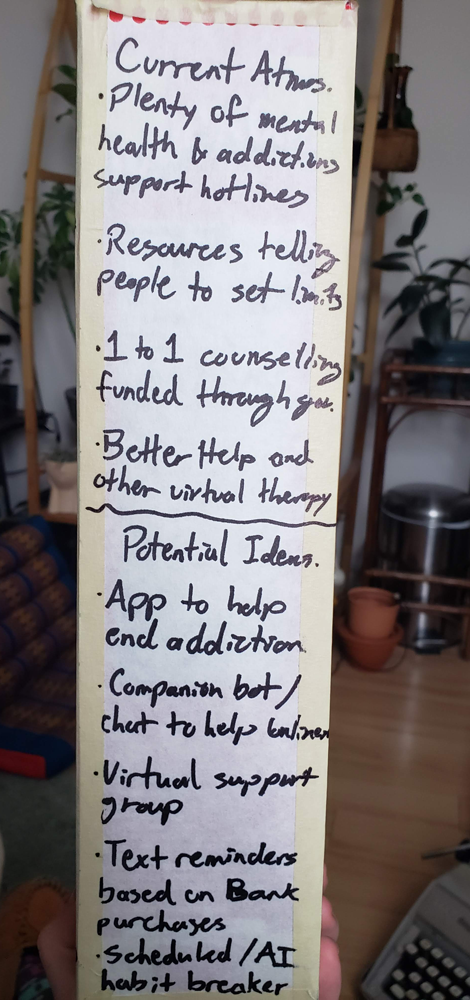 Current Atmos.
· Plenty of mental
health & addictions
support hotlines
· Resources telling
people to set limits
· 1 to 1 counselling
funded through gov.
· Better Help and
other virtual therapy
Potential Ideas.
· App to help
end addiction
· Companion bot /
chat to help
· Virtual support
group
· Text reminders
based on Bank
purchases
· Scheduled / AI
habit breaker